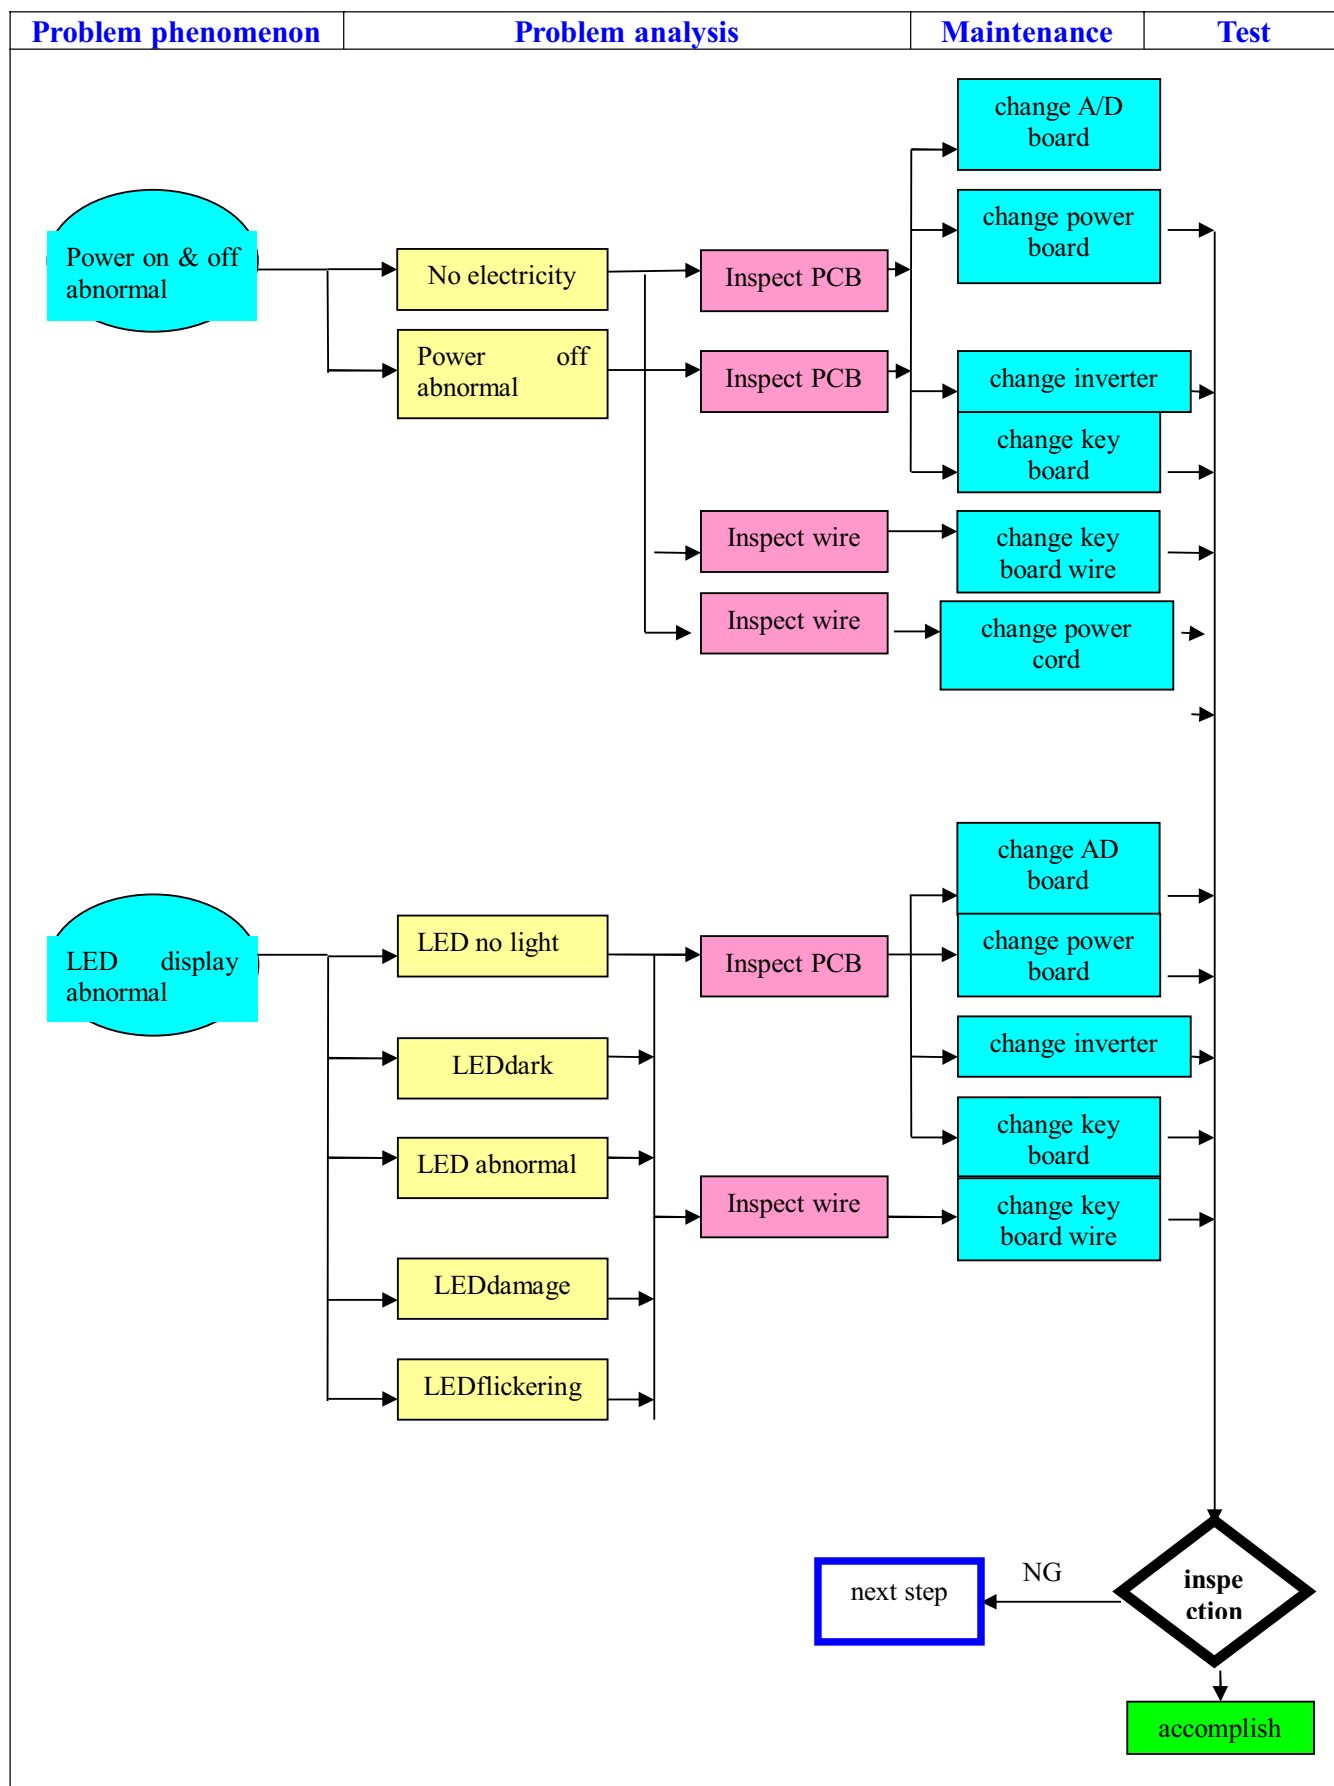 Problem phenomenon
Problem analysis
Maintenance
Test
change A/D
board
Power on & off
abnormal
No electricity
Inspect PCB
change power
board
Power off
abnormal
Inspect PCB
change inverter
change key
board
Inspect wire
change key
board wire
Inspect wire
change power
cord
LED display
abnormal
LED no light
Inspect PCB
change AD
board
change power
board
LEDdark
change inverter
LED abnormal
change key
board
Inspect wire
change key
board wire
LEDdamage
LEDflickering
next step
NG
inspe
ction
accomplish